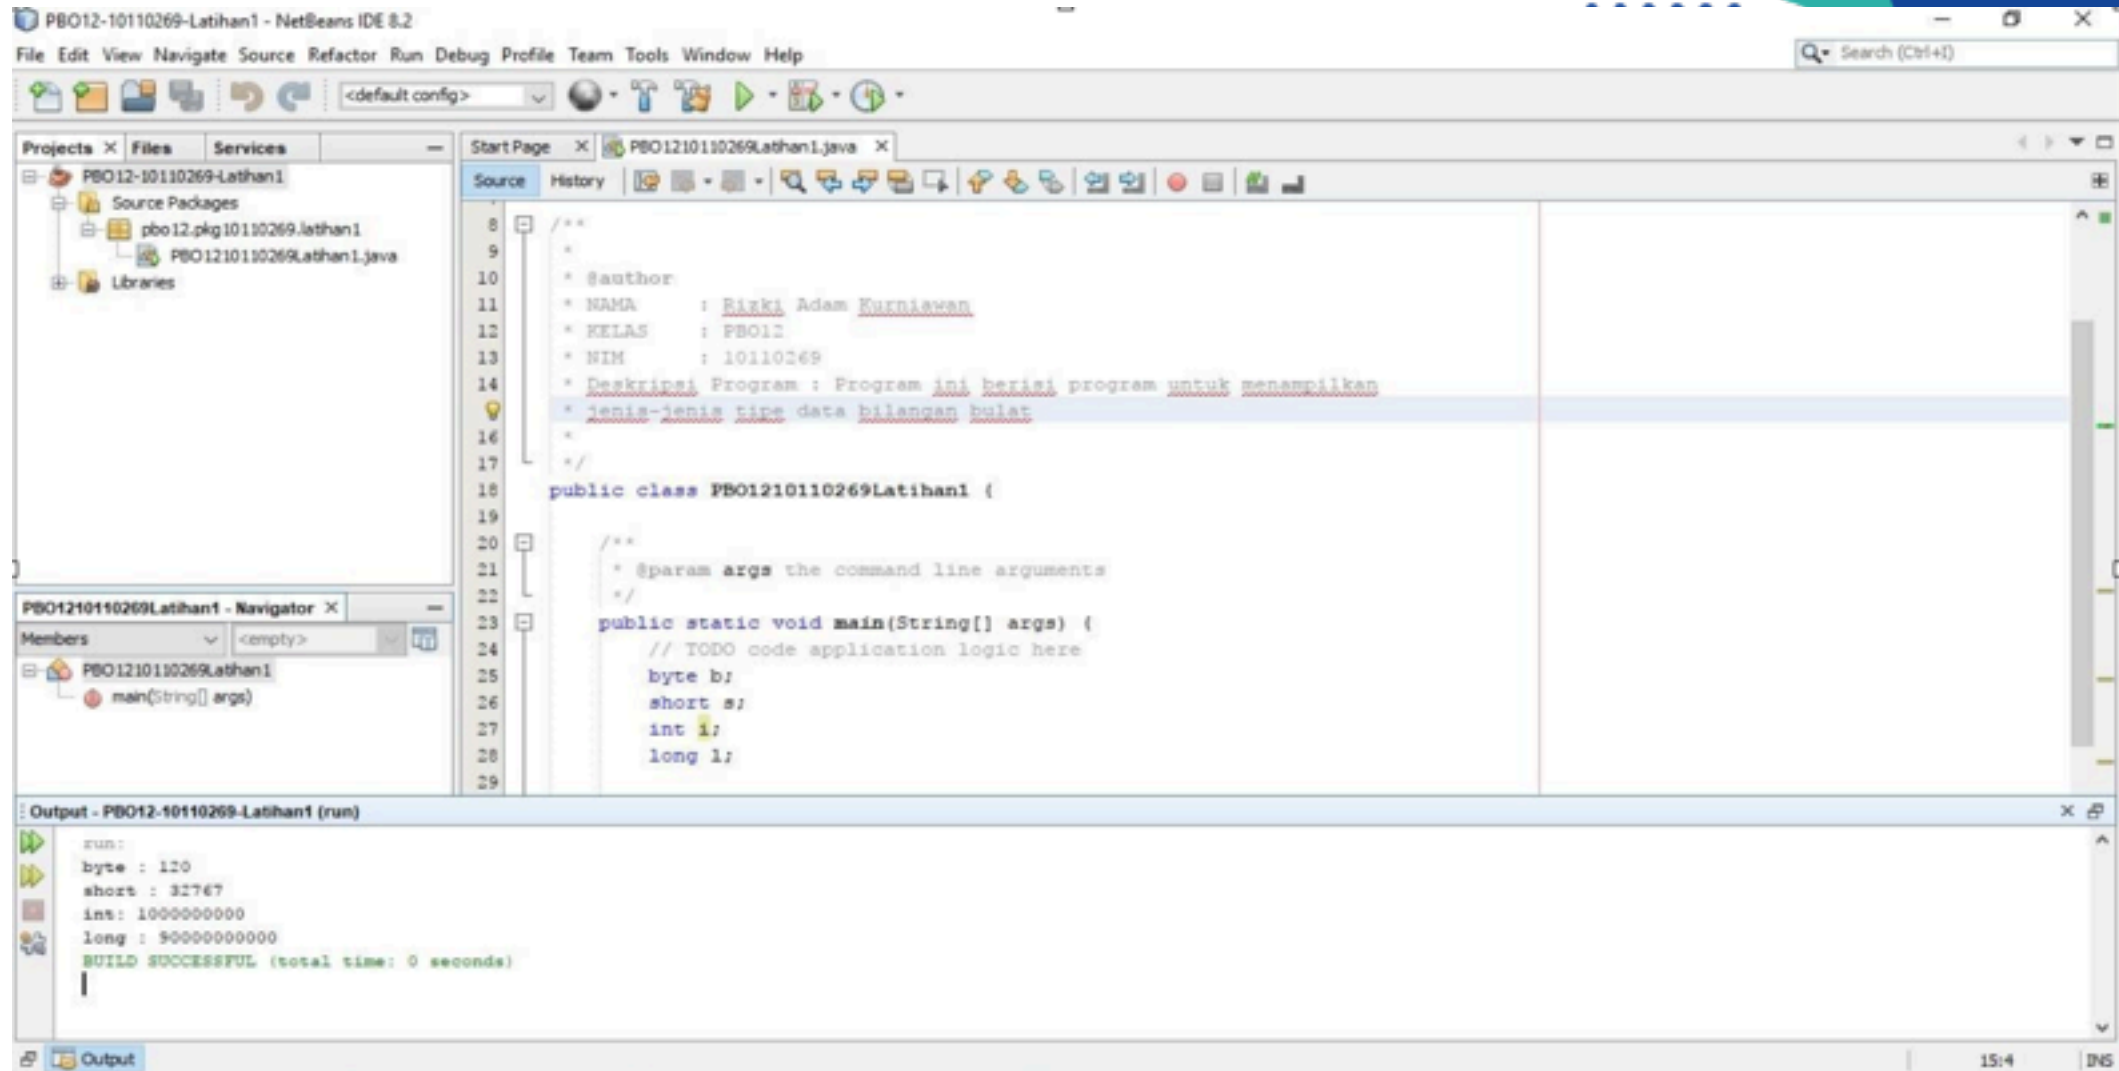 PBO12-10110269-Latihan1 - NetBeans IDE 8.2
File Edit View Navigate Source Refactor Run Debug Profile Team Tools Window Help
Search (Ctrl+I)
<default config>
Projects Files Services
PBO12-10110269-Latihan1
Source Packages
pbo12.pkg10110269.latihan1
PBO1210110269Latihan1.java
Libraries
PBO1210110269Latihan1 - Navigator
Members <empty>
PBO1210110269Latihan1
main(String[] args)
Start Page PBO1210110269Latihan1.java
Source History
8 /**
9 *
10 * @author
11 * NAMA : Rizki Adam Kurniawan
12 * KELAS : PBO12
13 * NIM : 10110269
14 * Deskripsi Program : Program ini berisi program untuk menampilkan
* jenis-jenis tipe data bilangan bulat
16 *
17 */
18 public class PBO1210110269Latihan1 {
19
20 /**
21 * @param args the command line arguments
22 */
23 public static void main(String[] args) {
24 // TODO code application logic here
25 byte b;
26 short s;
27 int i;
28 long l;
29
Output - PBO12-10110269-Latihan1 (run)
run:
byte : 120
short : 32767
int: 1000000000
long : 90000000000
BUILD SUCCESSFUL (total time: 0 seconds)
Output
15:4 INS